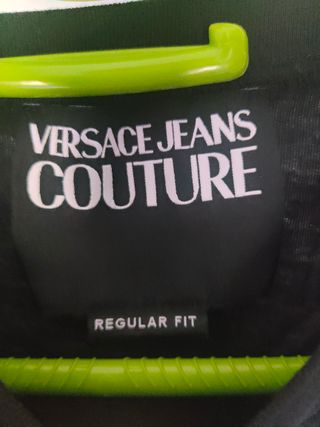 VERSACE JEANS
COUTURE
REGULAR FIT